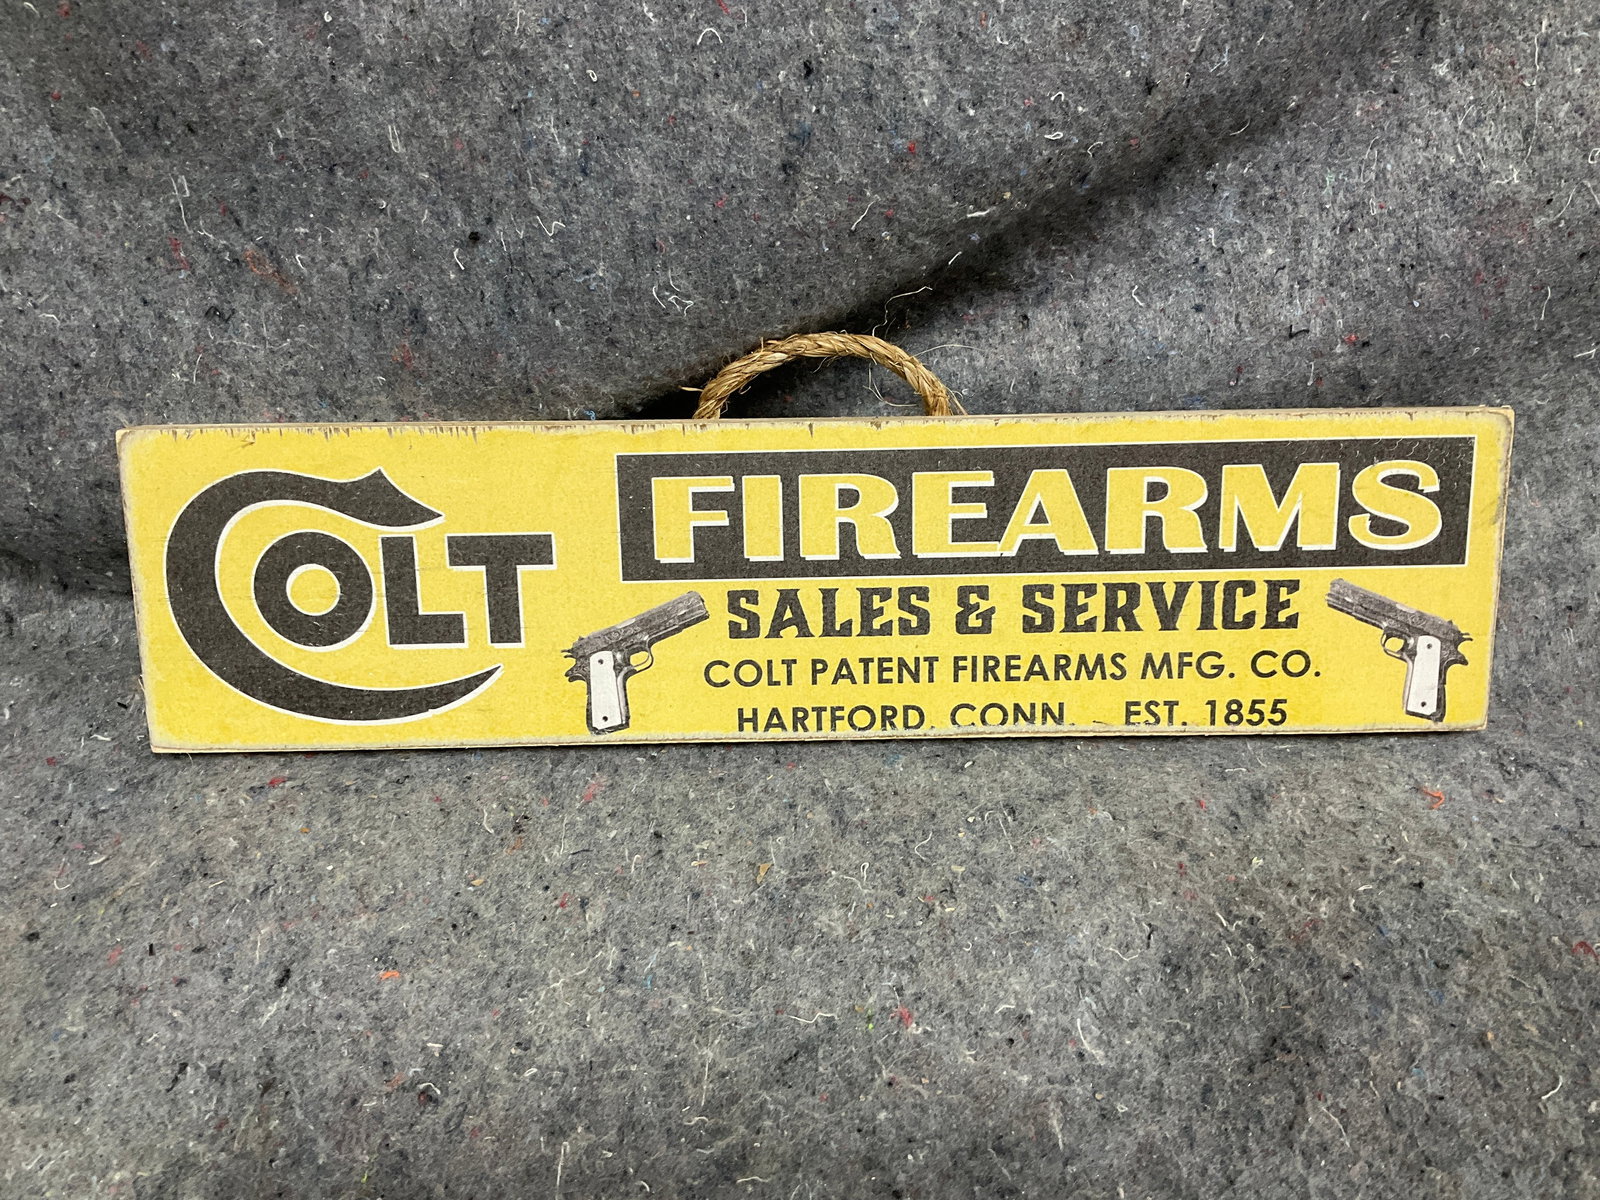 COLT
FIREARMS
SALES & SERVICE
COLT PATENT FIREARMS MFG. CO.
HARTFORD, CONN. EST. 1855